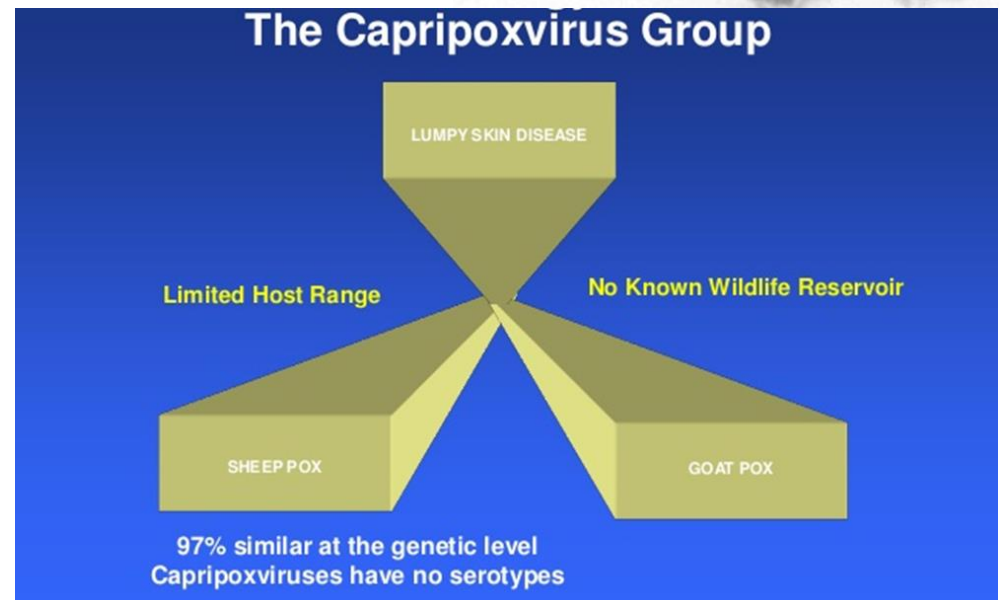 The Capripoxvirus Group
LUMPY SKIN DISEASE
Limited Host Range
No Known Wildlife Reservoir
SHEEP POX
GOAT POX
97% similar at the genetic level
Capripoxviruses have no serotypes